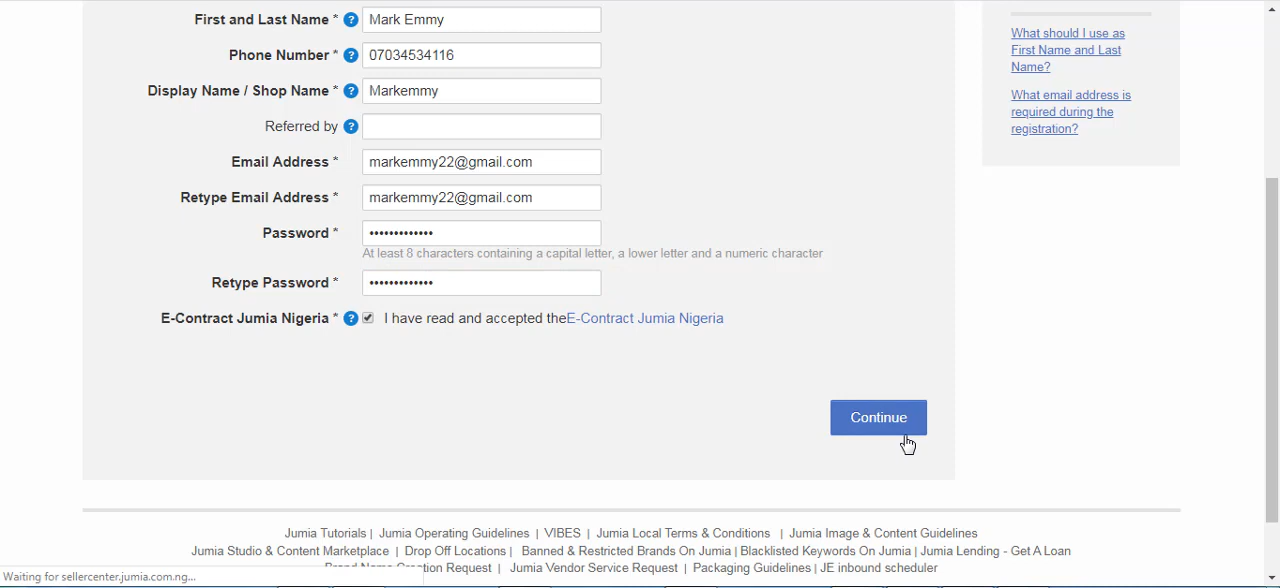 First and Last Name * ? Mark Emmy
Phone Number * ? 07034534116
Display Name / Shop Name * ? Markemmy
Referred by ?
Email Address * markemmy22@gmail.com
Retype Email Address * markemmy22@gmail.com
Password * •••••••••••••
At least 8 characters containing a capital letter, a lower letter and a numeric character
Retype Password * •••••••••••••
E-Contract Jumia Nigeria * ? I have read and accepted theE-Contract Jumia Nigeria
Continue
What should I use as
First Name and Last
Name?
What email address is
required during the
registration?
Jumia Tutorials | Jumia Operating Guidelines | VIBES | Jumia Local Terms & Conditions | Jumia Image & Content Guidelines
Jumia Studio & Content Marketplace | Drop Off Locations | Banned & Restricted Brands On Jumia | Blacklisted Keywords On Jumia | Jumia Lending - Get A Loan
Brand Name Creation Request | Jumia Vendor Service Request | Packaging Guidelines | JE inbound scheduler
Waiting for sellercenter.jumia.com.ng...